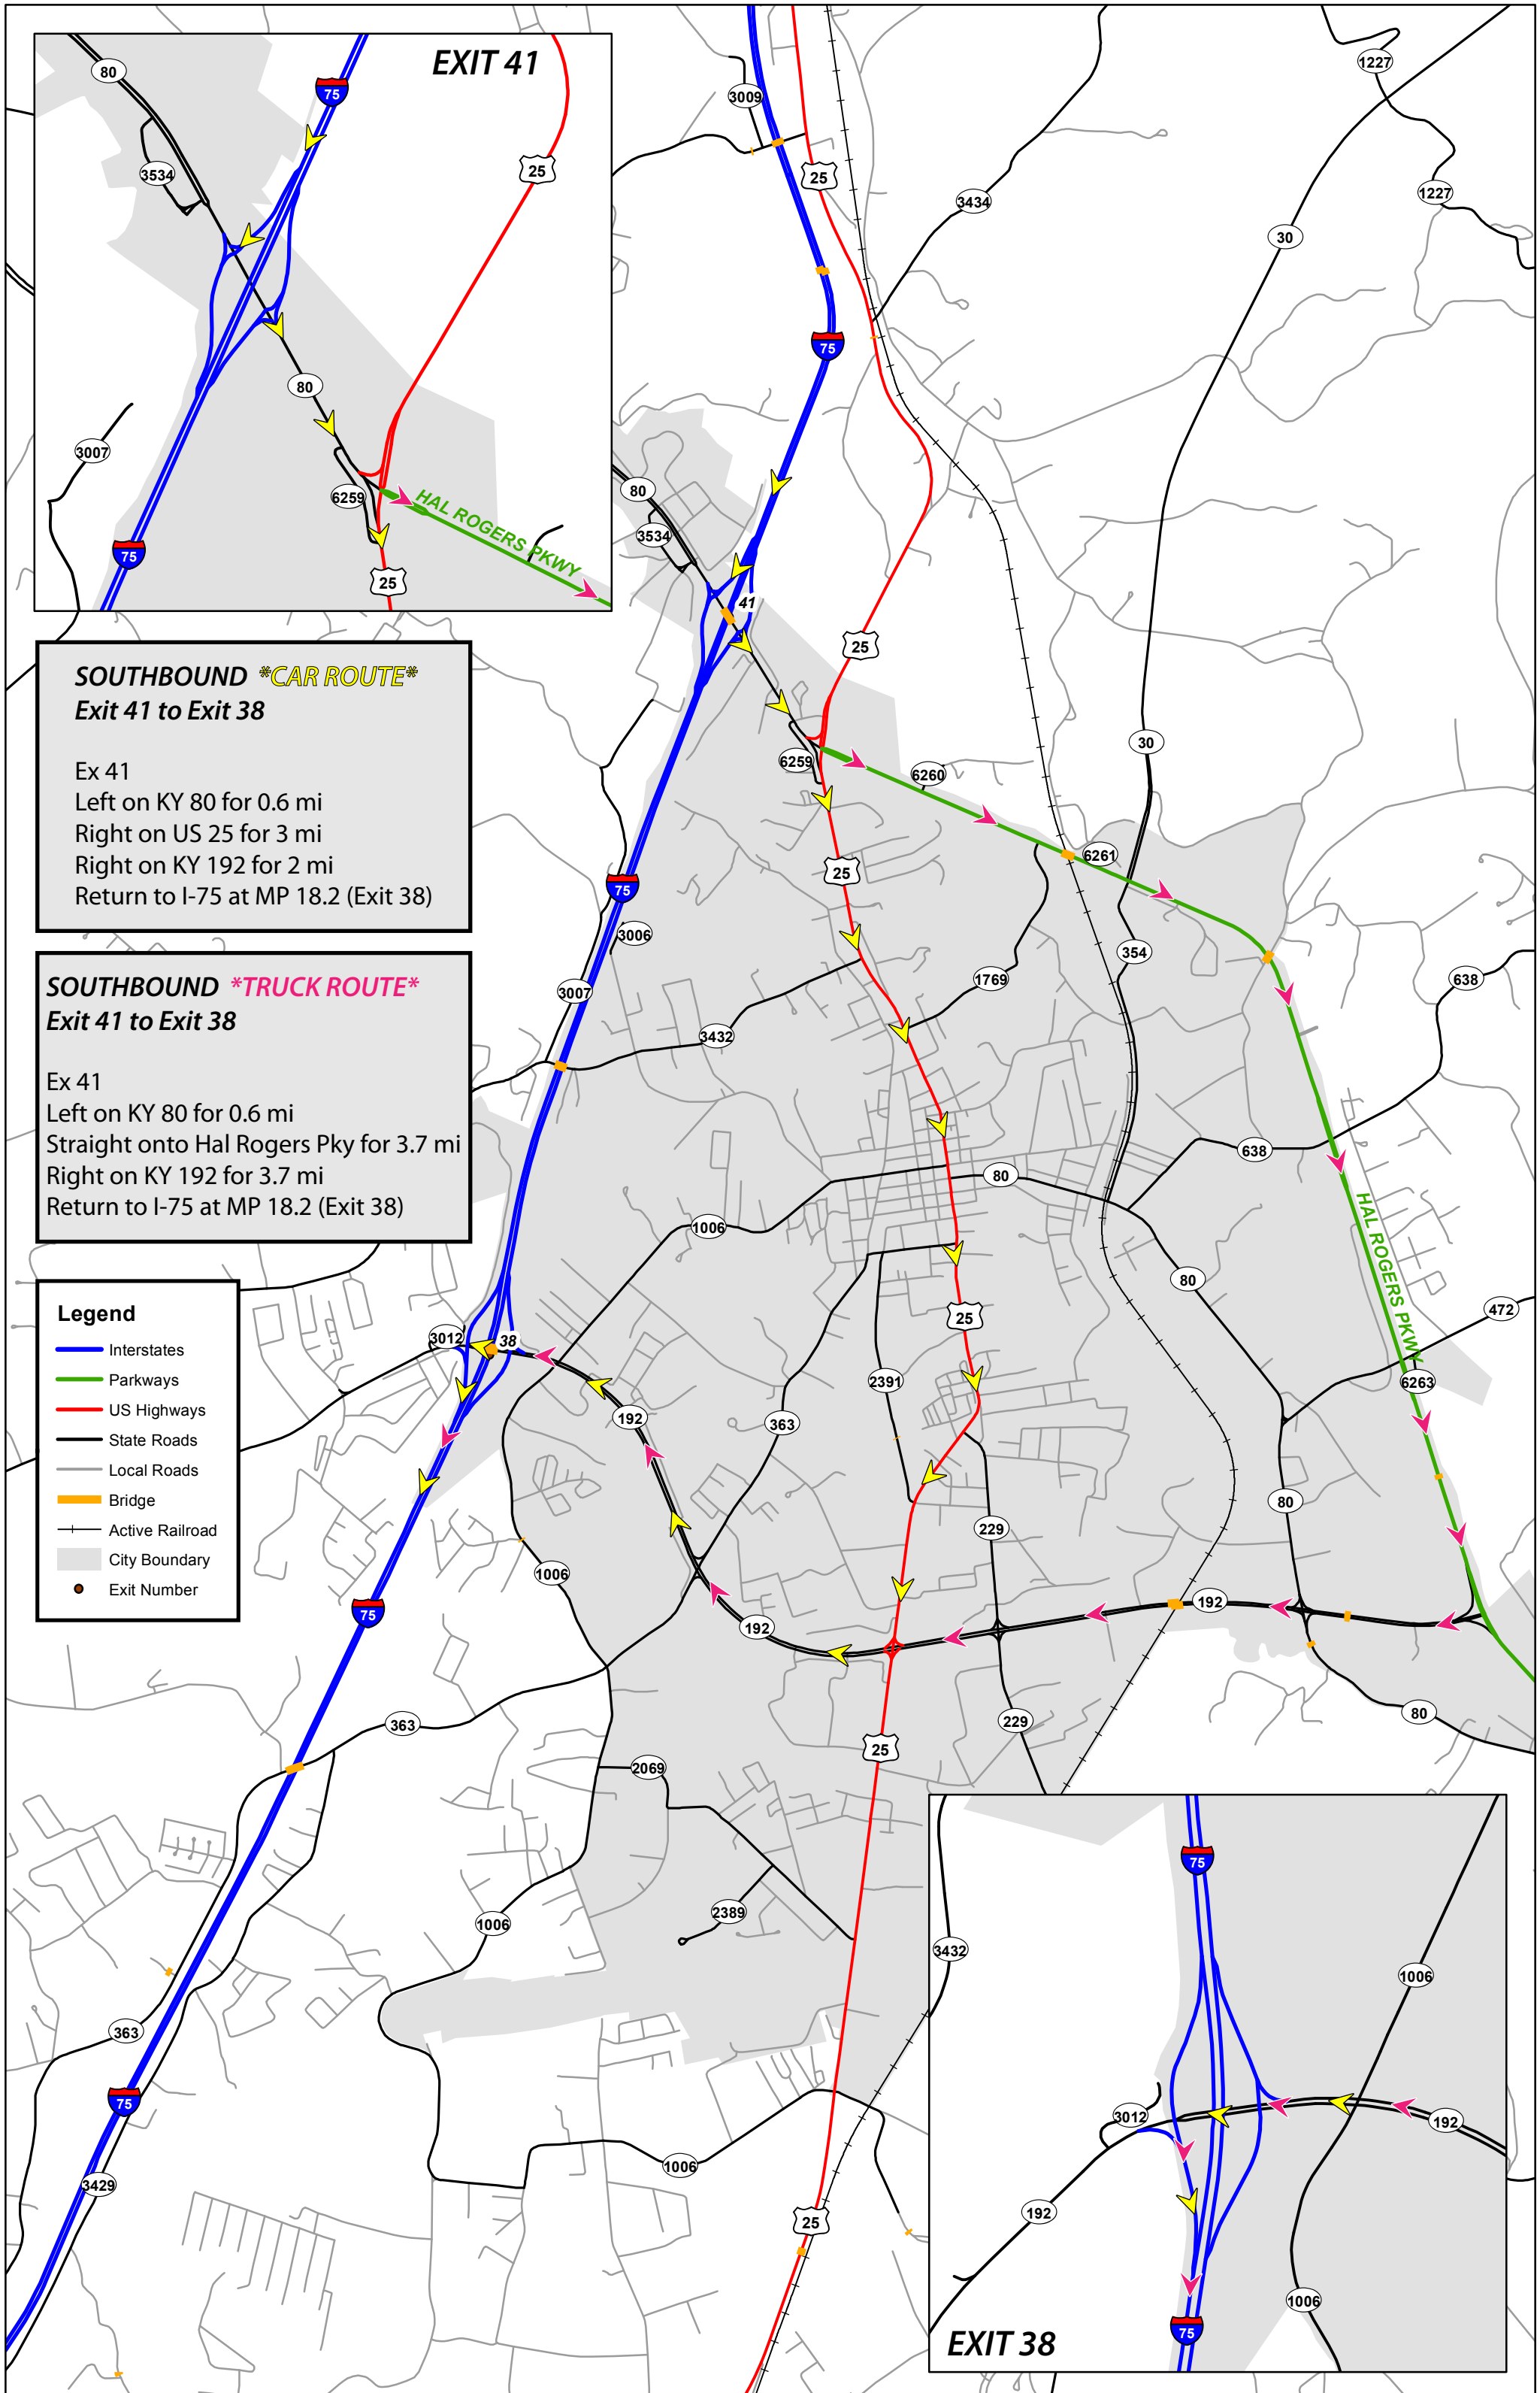 EXIT 41
80
75
3534
25
80
3007
6259
HAL ROGERS PKWY
75
25
3009
25
1227
1227
3434
30
75
80
3534
41
25
SOUTHBOUND *CAR ROUTE*
Exit 41 to Exit 38
Ex 41
Left on KY 80 for 0.6 mi
Right on US 25 for 3 mi
Right on KY 192 for 2 mi
Return to I-75 at MP 18.2 (Exit 38)
SOUTHBOUND *TRUCK ROUTE*
Exit 41 to Exit 38
Ex 41
Left on KY 80 for 0.6 mi
Straight onto Hal Rogers Pky for 3.7 mi
Right on KY 192 for 3.7 mi
Return to I-75 at MP 18.2 (Exit 38)
30
6259
6260
6261
25
75
3006
354
638
1769
3007
3432
638
80
1006
HAL ROGERS PKWY
80
472
25
3012
38
2391
6263
192
363
80
229
1006
192
192
Legend
Interstates
Parkways
US Highways
State Roads
Local Roads
Bridge
Active Railroad
City Boundary
Exit Number
75
363
229
80
25
2069
2389
1006
363
75
3429
1006
25
75
3432
1006
3012
192
192
1006
75
EXIT 38